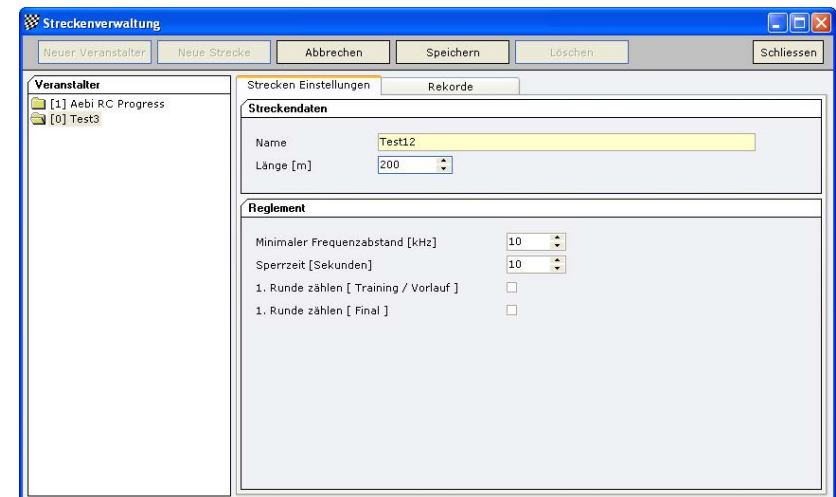 Streckenverwaltung
Neuer Veranstalter Neue Strecke Abbrechen Speichern Löschen Schliessen
Veranstalter
[1] Aebi RC Progress
[0] Test3
Strecken Einstellungen Rekorde
Streckendaten
Name Test12
Länge [m] 200
Reglement
Minimaler Frequenzabstand [kHz] 10
Sperrzeit [Sekunden] 10
1. Runde zählen [ Training / Vorlauf ]
1. Runde zählen [ Final ]